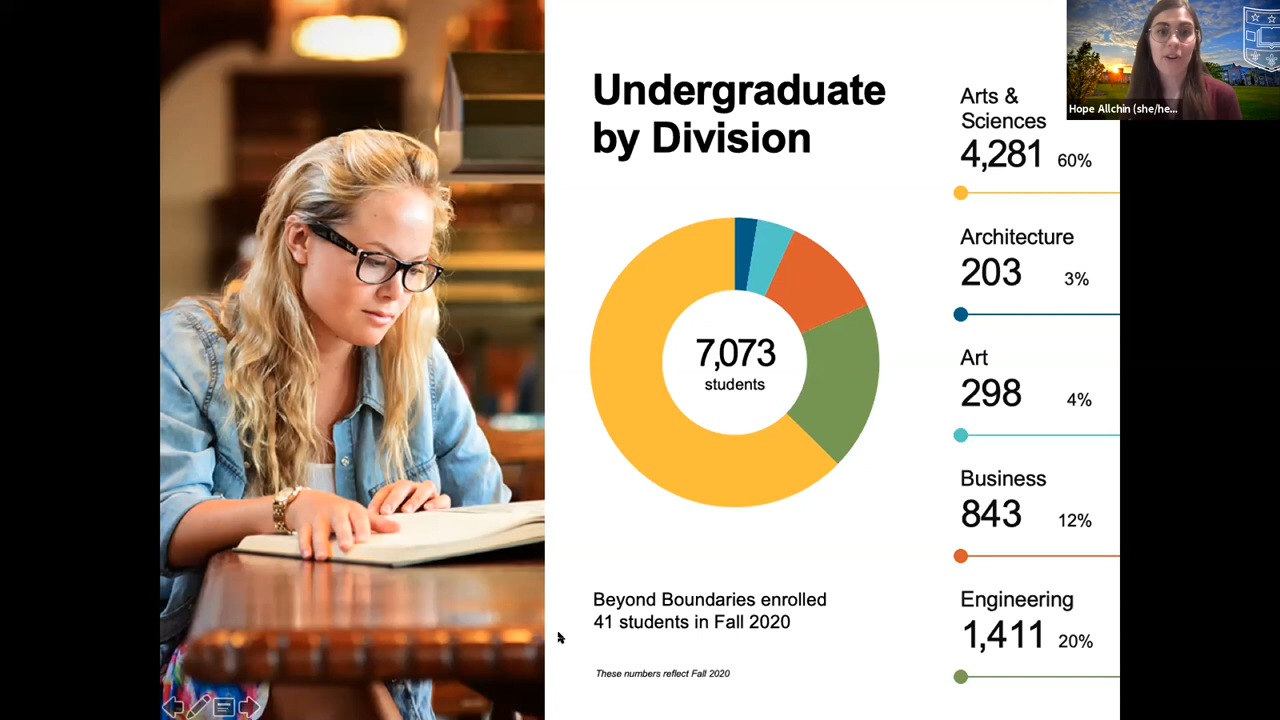 Undergraduate
by Division
7,073
students
Beyond Boundaries enrolled
41 students in Fall 2020
These numbers reflect Fall 2020
Arts &
Sciences
4,281 60%
Architecture
203 3%
Art
298 4%
Business
843 12%
Engineering
1,411 20%
Hope Allchin (she/he...